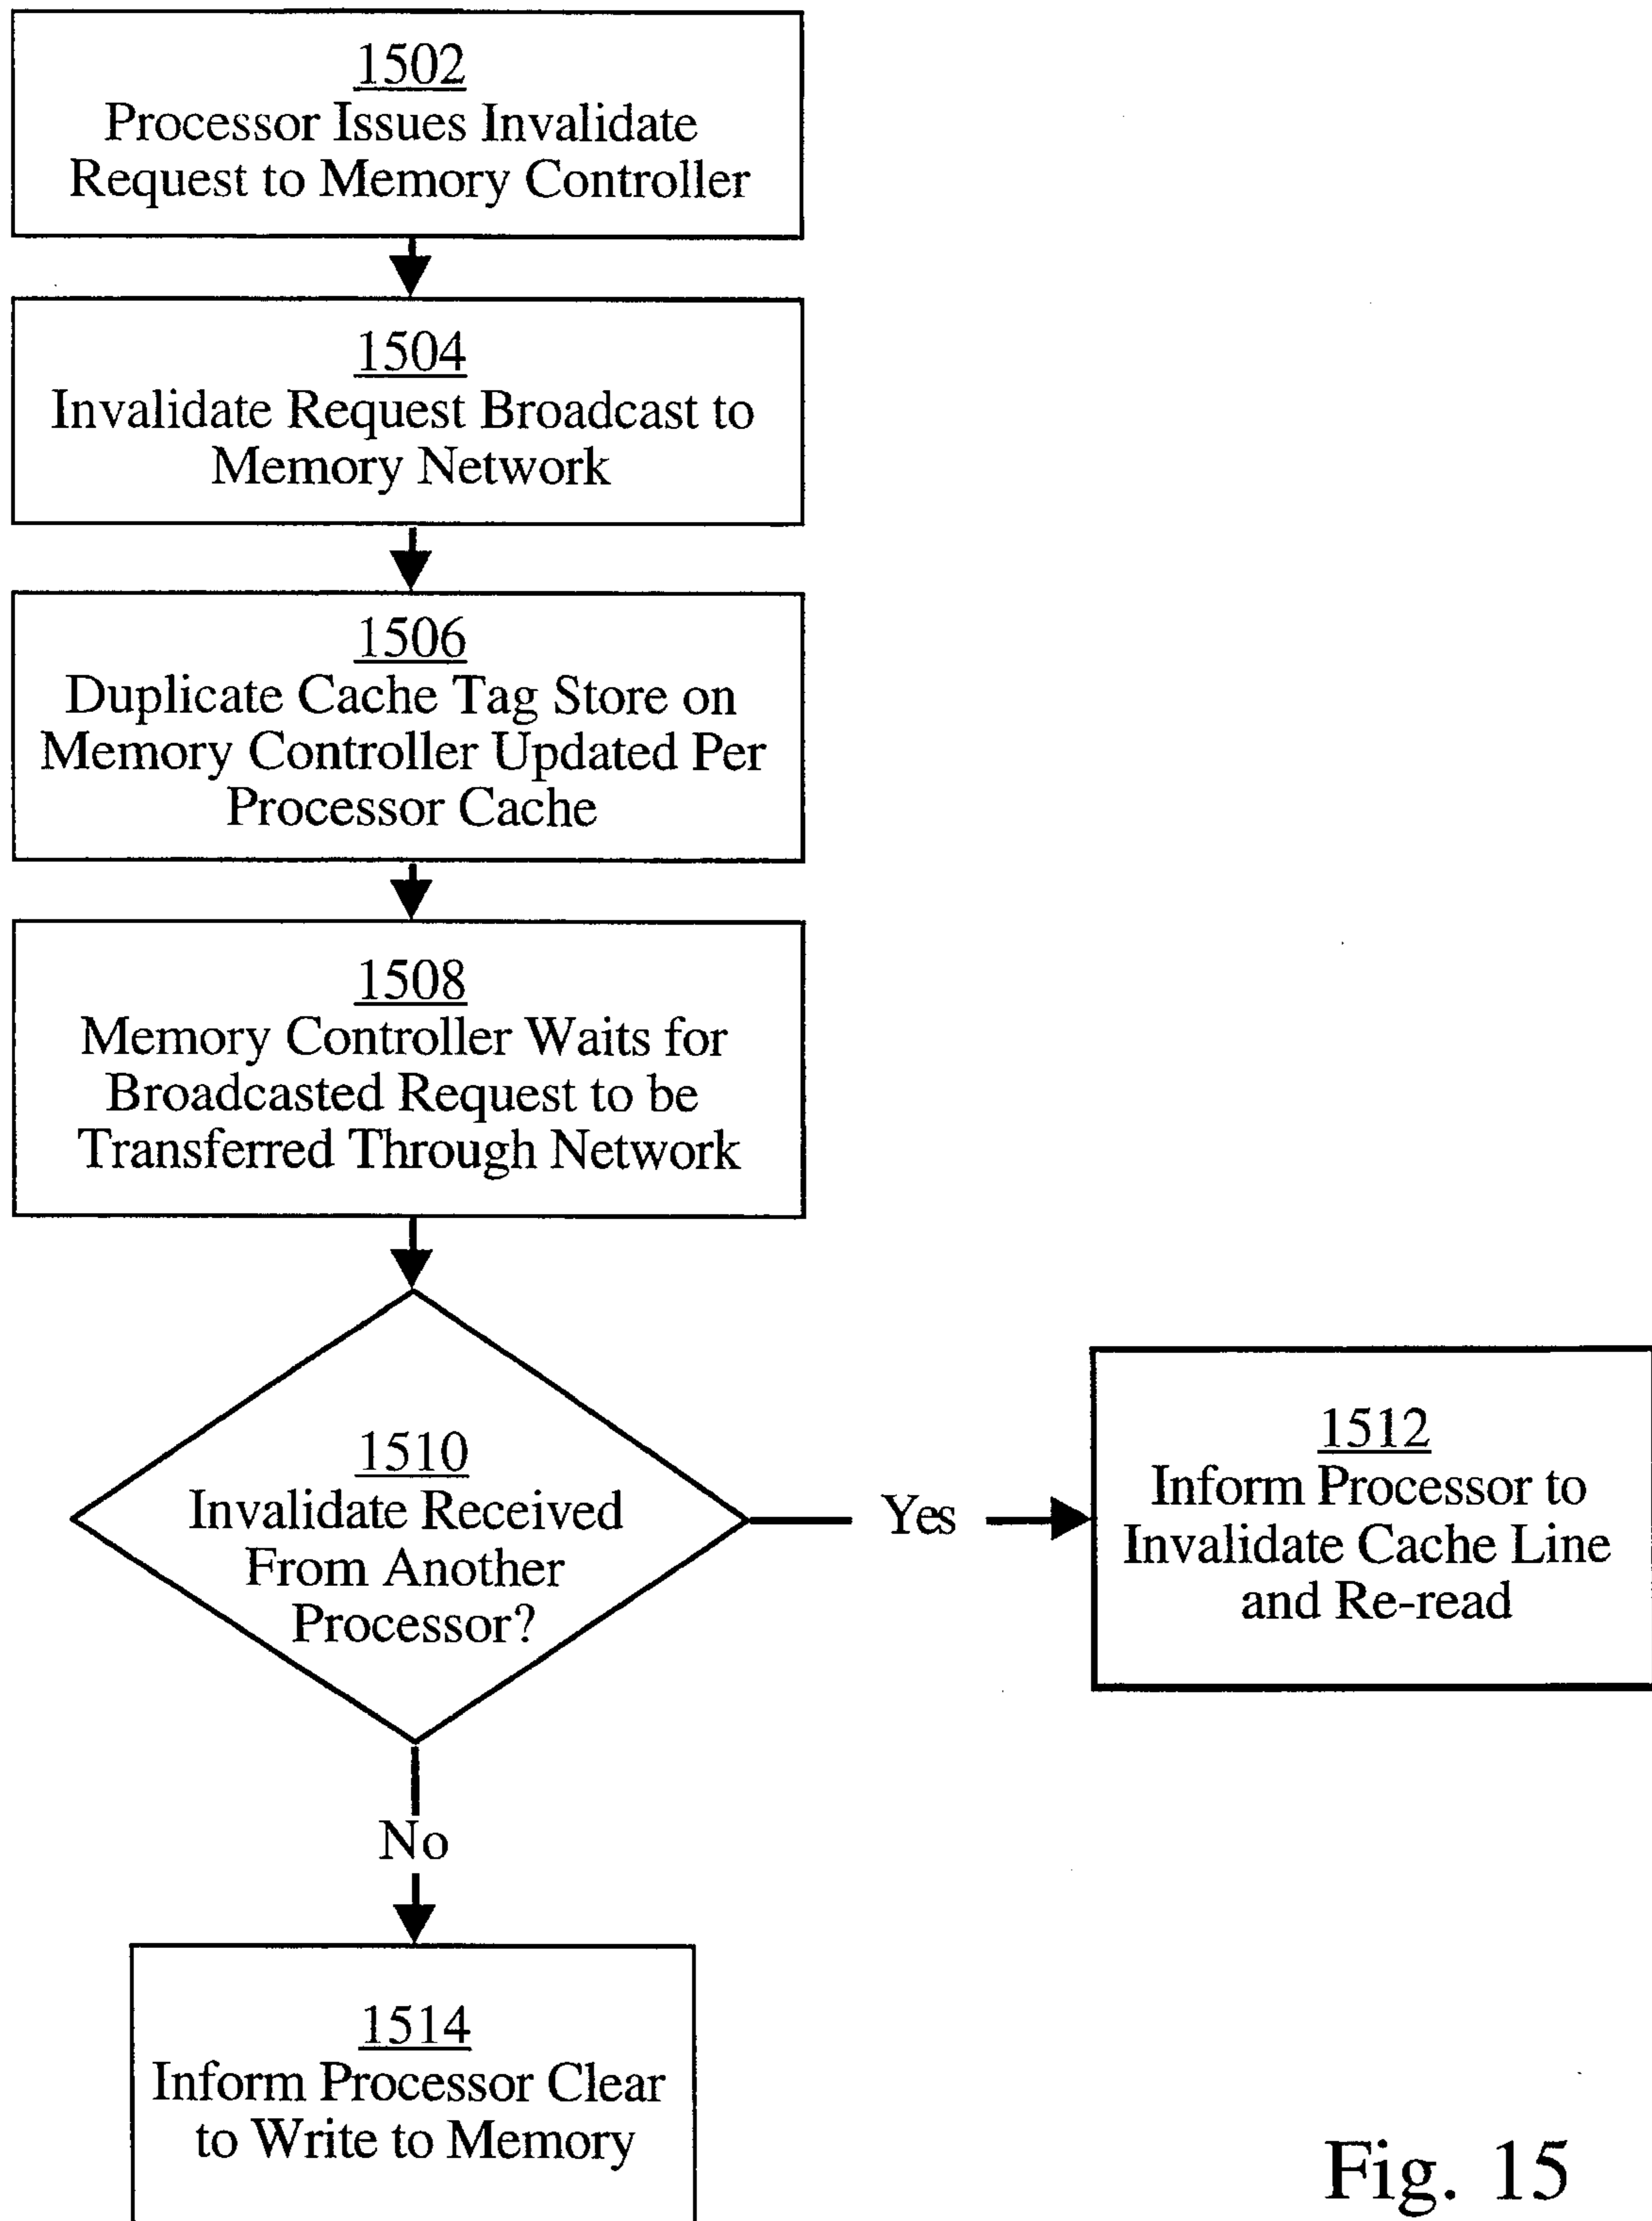 1502
Processor Issues Invalidate
Request to Memory Controller
1504
Invalidate Request Broadcast to
Memory Network
1506
Duplicate Cache Tag Store on
Memory Controller Updated Per
Processor Cache
1508
Memory Controller Waits for
Broadcasted Request to be
Transferred Through Network
1510
Invalidate Received
From Another
Processor?
Yes
1512
Inform Processor to
Invalidate Cache Line
and Re-read
No
1514
Inform Processor Clear
to Write to Memory
Fig. 15